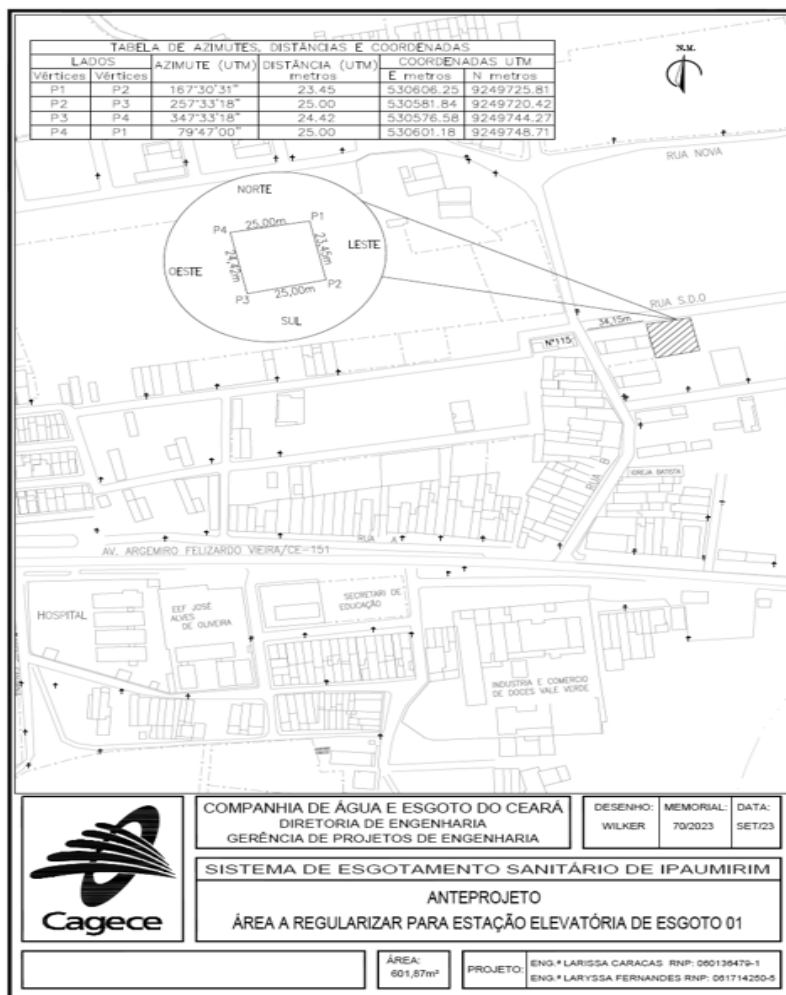 TABELA DE AZIMUTES, DISTÂNCIAS E COORDENADAS
LADOS AZIMUTE (UTM) DISTÂNCIA (UTM) metros COORDENADAS UTM
Vértices Vértices E metros N metros
P1 P2 167°30'31" 23.45 530606.25 9249725.81
P2 P3 257°33'18" 25.00 530581.84 9249720.42
P3 P4 347°33'18" 24.42 530576.58 9249744.27
P4 P1 79°47'00" 25.00 530601.18 9249748.71
N.M.
RUA NOVA
NORTE
P4 25,00m P1
OESTE 24,42m 23,45m LESTE
P3 25,00m P2
SUL
RUA S.D.O
34,15m
Nº115
RUA B
IGREJA BATISTA
RUA A
AV. ARGEMIRO FELIZARDO VIEIRA/CE-151
HOSPITAL
EEF JOSÉ
ALVES
DE OLIVEIRA
SECRETARI DE
EDUCAÇÃO
INDUSTRIA E COMERCIO
DE DOCES VALE VERDE
Cagece
COMPANHIA DE ÁGUA E ESGOTO DO CEARÁ
DIRETORIA DE ENGENHARIA
GERÊNCIA DE PROJETOS DE ENGENHARIA
DESENHO: MEMORIAL: DATA:
WILKER 70/2023 SET/23
SISTEMA DE ESGOTAMENTO SANITÁRIO DE IPAUMIRIM
ANTEPROJETO
ÁREA A REGULARIZAR PARA ESTAÇÃO ELEVATÓRIA DE ESGOTO 01
ÁREA:
601,87m²
PROJETO:
ENG.ª LARISSA CARACAS RNP: 060136479-1
ENG.ª LARYSSA FERNANDES RNP: 061714250-5